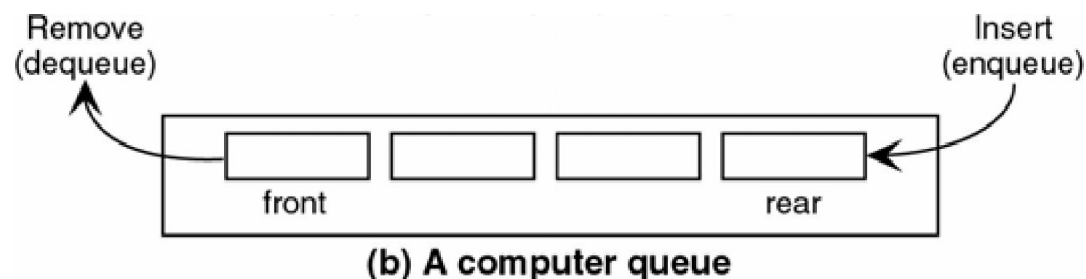 Remove
(dequeue)
Insert
(enqueue)
front
rear
(b) A computer queue